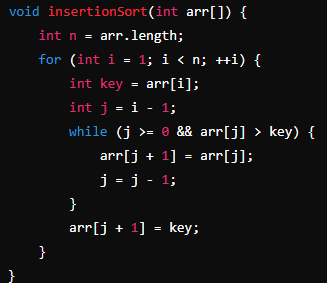 void insertionSort(int arr[]) {
    int n = arr.length;
    for (int i = 1; i < n; ++i) {
        int key = arr[i];
        int j = i - 1;
        while (j >= 0 && arr[j] > key) {
            arr[j + 1] = arr[j];
            j = j - 1;
        }
        arr[j + 1] = key;
    }
}